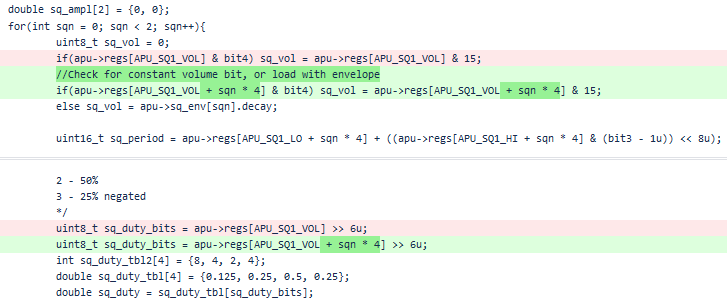 double sq_ampl[2] = {0, 0};
for(int sqn = 0; sqn < 2; sqn++){
uint8_t sq_vol = 0;
if(apu->regs[APU_SQ1_VOL] & bit4) sq_vol = apu->regs[APU_SQ1_VOL] & 15;
//Check for constant volume bit, or load with envelope
if(apu->regs[APU_SQ1_VOL + sqn * 4] & bit4) sq_vol = apu->regs[APU_SQ1_VOL + sqn * 4] & 15;
else sq_vol = apu->sq_env[sqn].decay;
uint16_t sq_period = apu->regs[APU_SQ1_LO + sqn * 4] + ((apu->regs[APU_SQ1_HI + sqn * 4] & (bit3 - 1u)) << 8u);
2 - 50%
3 - 25% negated
*/
uint8_t sq_duty_bits = apu->regs[APU_SQ1_VOL] >> 6u;
uint8_t sq_duty_bits = apu->regs[APU_SQ1_VOL + sqn * 4] >> 6u;
int sq_duty_tbl2[4] = {8, 4, 2, 4};
double sq_duty_tbl[4] = {0.125, 0.25, 0.5, 0.25};
double sq_duty = sq_duty_tbl[sq_duty_bits];